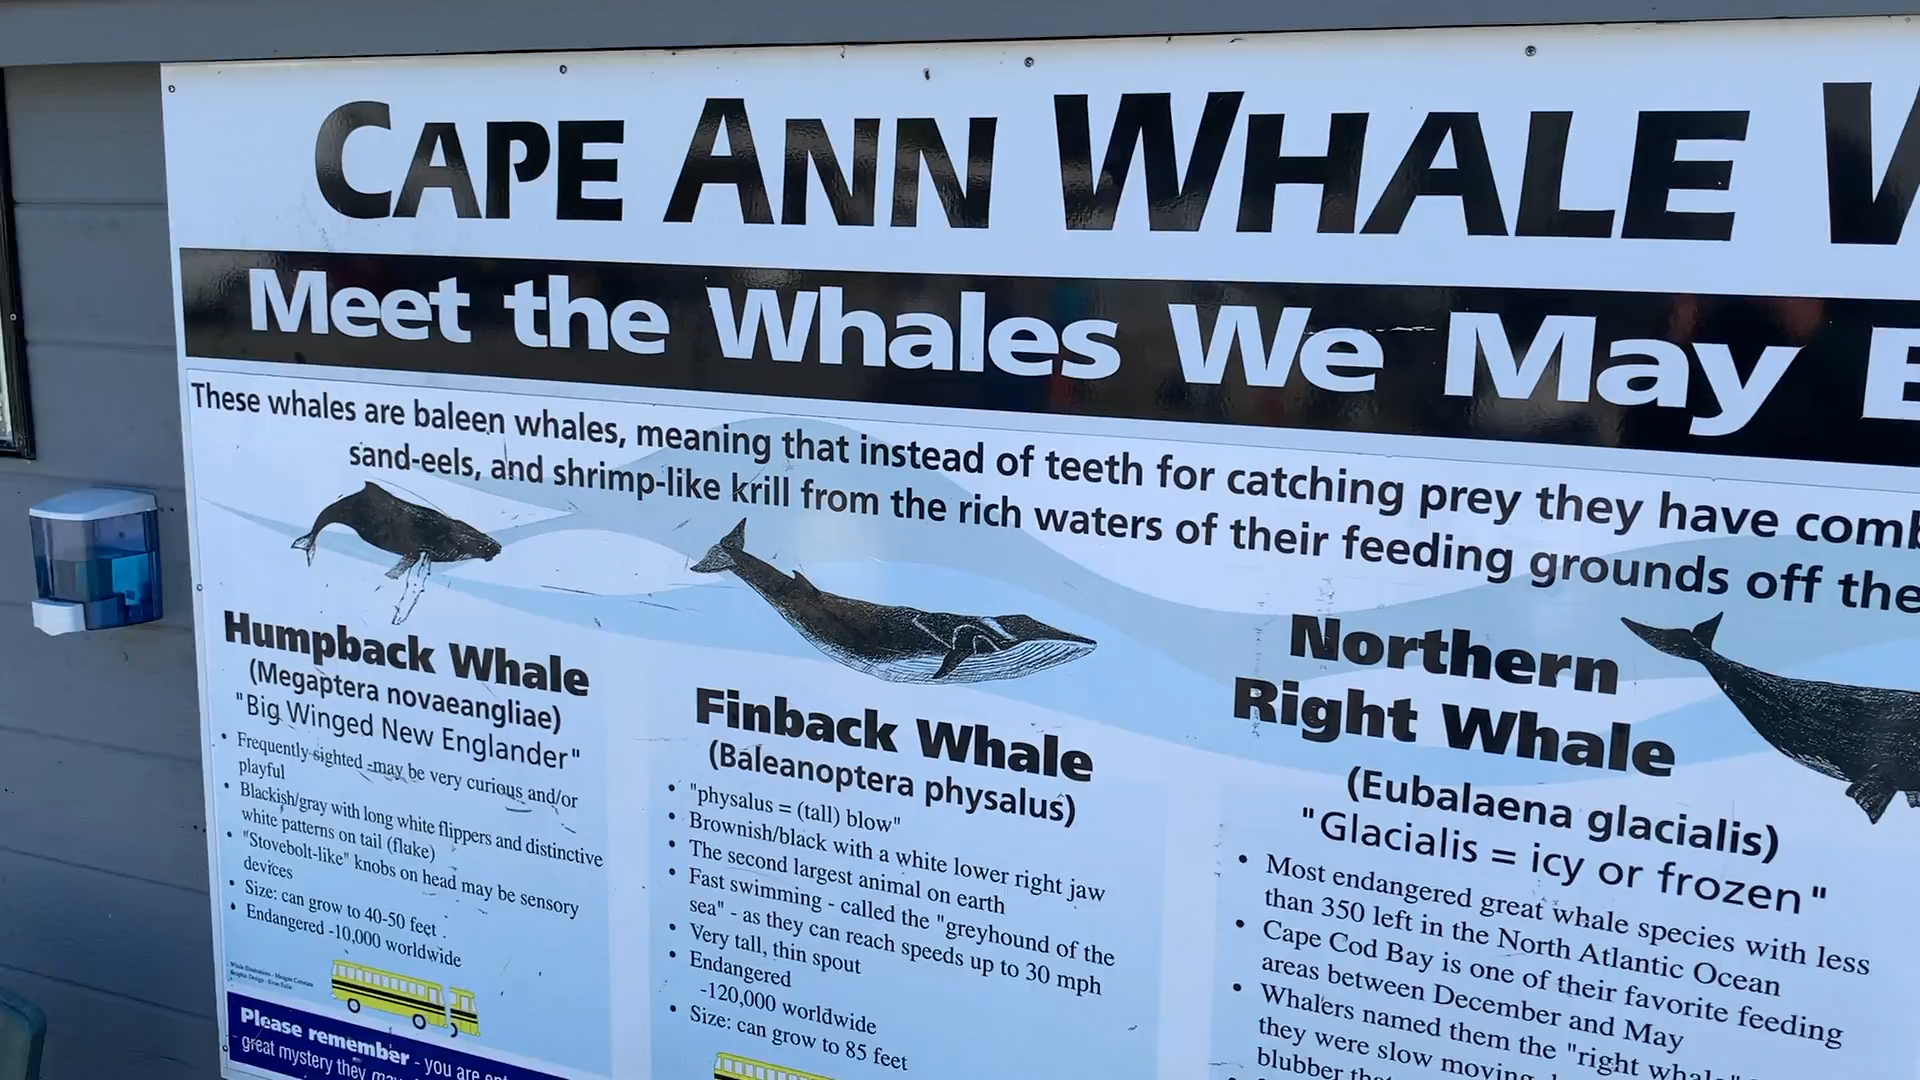 CAPE ANN WHALE
Meet the Whales We May
These whales are baleen whales, meaning that instead of teeth for catching prey they have comb
sand-eels, and shrimp-like krill from the rich waters of their feeding grounds off the
Humpback Whale
(Megaptera novaeangliae)
"Big Winged New Englander"
• Frequently sighted -may be very curious and/or
playful
• Blackish/gray with long white flippers and distinctive
white patterns on tail (fluke)
• "Stovebolt-like" knobs on head may be sensory
devices
• Size: can grow to 40-50 feet
• Endangered -10,000 worldwide
Please remember - you are
great mystery they may
Finback Whale
(Baleanoptera physalus)
• "physalus = (tall) blow"
• Brownish/black with a white lower right jaw
• The second largest animal on earth
• Fast swimming - called the "greyhound of the
sea" - as they can reach speeds up to 30 mph
• Very tall, thin spout
• Endangered
-120,000 worldwide
• Size: can grow to 85 feet
Northern
Right Whale
(Eubalaena glacialis)
"Glacialis = icy or frozen"
• Most endangered great whale species with less
than 350 left in the North Atlantic Ocean
• Cape Cod Bay is one of their favorite feeding
areas between December and May
• Whalers named them the "right whale"
they were slow moving,
blubber